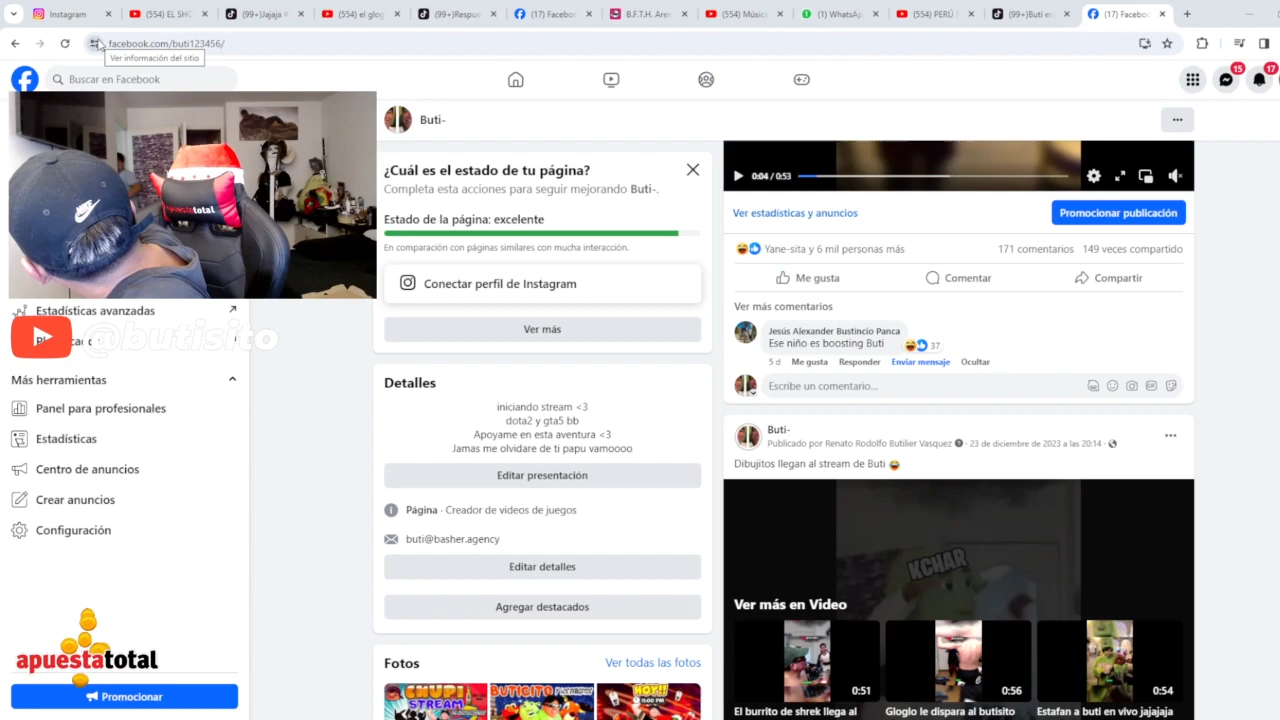 Instagram
(554) EL SHO
(99+)Jajaja #
(554) el glog
(99+)Respue
(17) Faceboo
B.F.T.H. Aren
(554) Músic
(1) WhatsAp
(554) PERÚ
(99+)Buti en
(17) Faceboo
facebook.com/buti123456/
Ver información del sitio
Buscar en Facebook
15
17
Buti-
apuestatotal
@butisito
Estadísticas avanzadas
Más herramientas
Panel para profesionales
Estadísticas
Centro de anuncios
Crear anuncios
Configuración
apuestatotal
Promocionar
¿Cuál es el estado de tu página?
Completa esta acciones para seguir mejorando Buti-.
Estado de la página: excelente
En comparación con páginas similares con mucha interacción.
Conectar perfil de Instagram
Ver más
Detalles
iniciando stream <3
dota2 y gta5 bb
Apoyame en esta aventura <3
Jamas me olvidare de ti papu vamoooo
Editar presentación
Página · Creador de videos de juegos
buti@basher.agency
Editar detalles
Agregar destacados
Fotos
Ver todas las fotos
CHUPI
STREAM
BUTICITO
HOY!!
0:04 / 0:53
Ver estadísticas y anuncios
Promocionar publicación
Yane-sita y 6 mil personas más
171 comentarios 149 veces compartido
Me gusta
Comentar
Compartir
Ver más comentarios
Jesús Alexander Bustincio Panca
Ese niño es boosting Buti
37
5 d Me gusta Responder Enviar mensaje Ocultar
Escribe un comentario...
Buti-
Publicado por Renato Rodolfo Butilier Vasquez · 23 de diciembre de 2023 a las 20:14 ·
Dibujitos llegan al stream de Buti 😂
KCHAR
Ver más en Video
0:51
0:56
0:54
El burrito de shrek llega al
Gloglo le dispara al butisito
Estafan a buti en vivo jajajaja